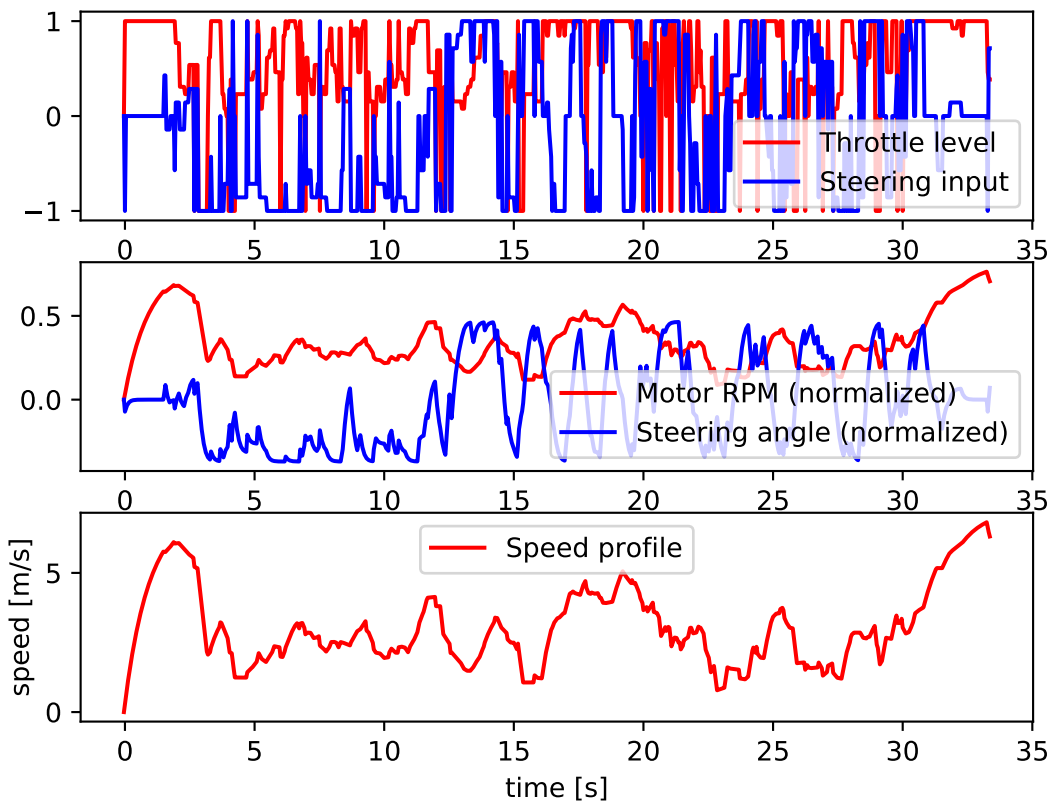 1
0
−1
Throttle level
Steering input
0 5 10 15 20 25 30 35
0.5
0.0
Motor RPM (normalized)
Steering angle (normalized)
0 5 10 15 20 25 30 35
speed [m/s]
5
0
Speed profile
0 5 10 15 20 25 30 35
time [s]